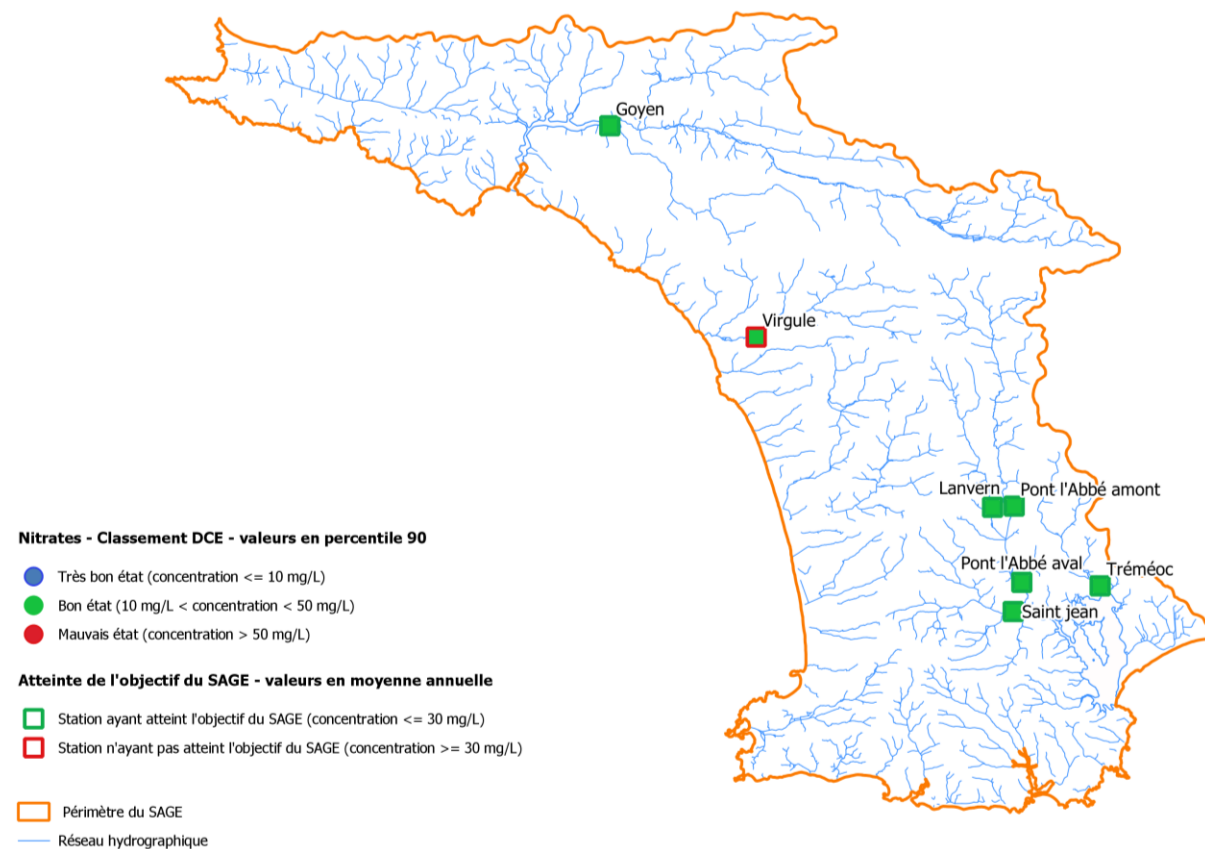 Goyen
Virgule
Lanvern
Pont l'Abbé amont
Pont l'Abbé aval
Tréméoc
Saint jean
Nitrates - Classement DCE - valeurs en percentile 90
Très bon état (concentration <= 10 mg/L)
Bon état (10 mg/L < concentration < 50 mg/L)
Mauvais état (concentration > 50 mg/L)
Atteinte de l'objectif du SAGE - valeurs en moyenne annuelle
Station ayant atteint l'objectif du SAGE (concentration <= 30 mg/L)
Station n'ayant pas atteint l'objectif du SAGE (concentration >= 30 mg/L)
Périmètre du SAGE
Réseau hydrographique